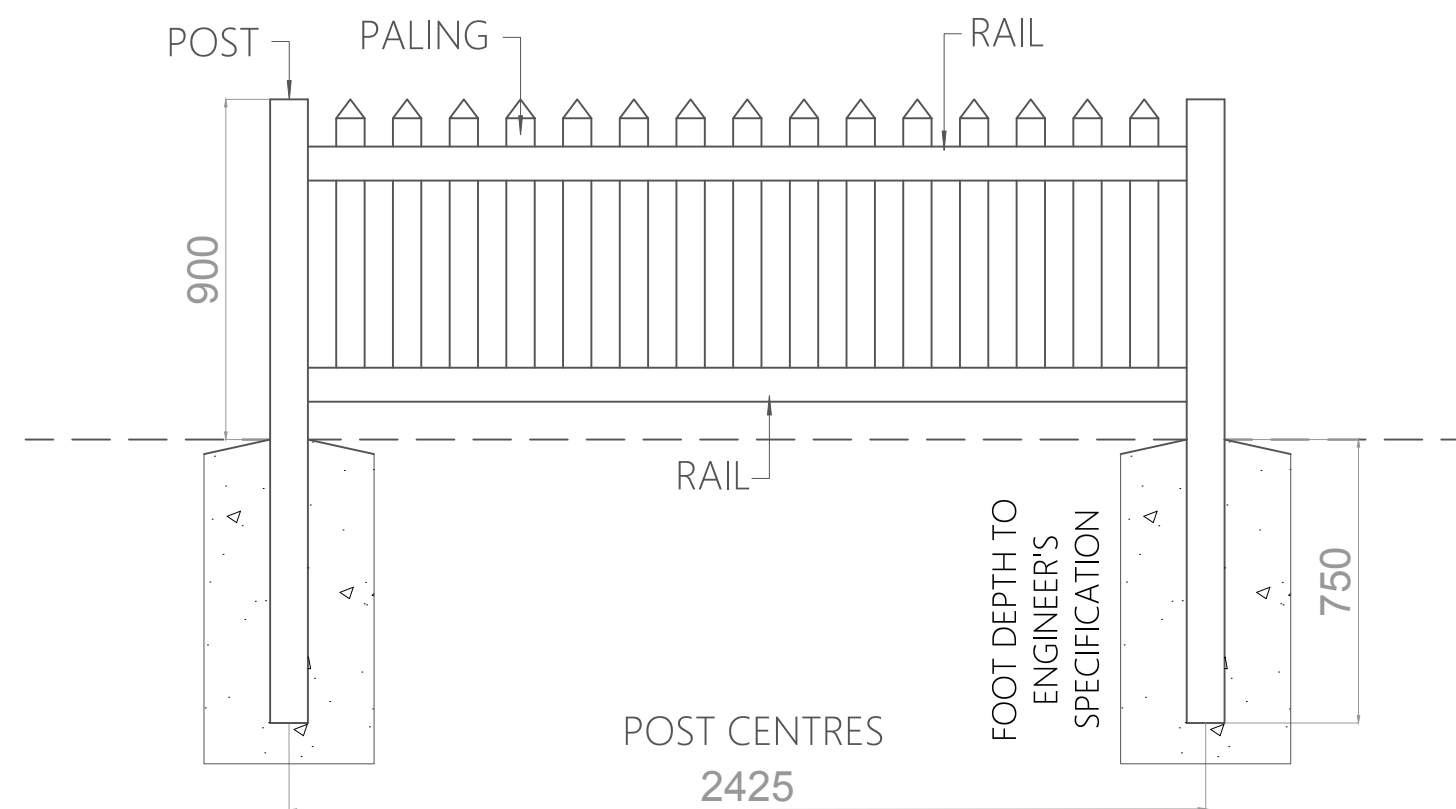 POST
PALING
RAIL
900
RAIL
FOOT DEPTH TO
ENGINEER'S
SPECIFICATION
750
POST CENTRES
2425